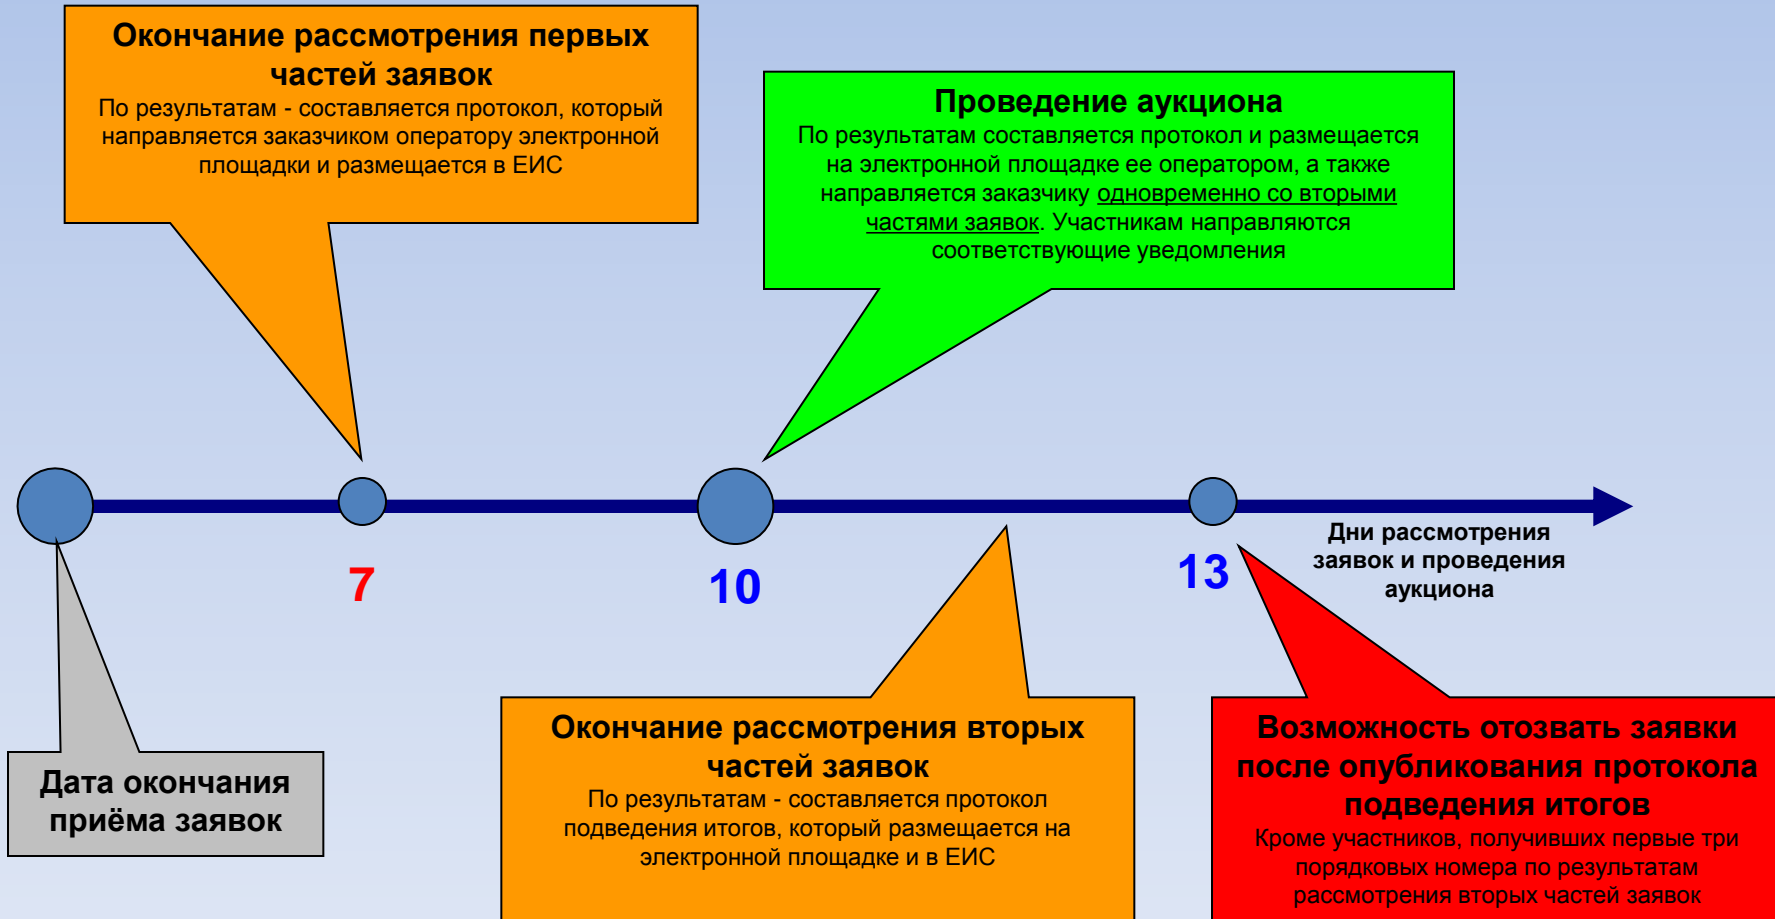 Окончание рассмотрения первых
частей заявок
По результатам - составляется протокол, который
направляется заказчиком оператору электронной
площадки и размещается в ЕИС
Проведение аукциона
По результатам составляется протокол и размещается
на электронной площадке ее оператором, а также
направляется заказчику одновременно со вторыми
частями заявок. Участникам направляются
соответствующие уведомления
7
10
13
Дни рассмотрения
заявок и проведения
аукциона
Дата окончания
приёма заявок
Окончание рассмотрения вторых
частей заявок
По результатам - составляется протокол
подведения итогов, который размещается на
электронной площадке и в ЕИС
Возможность отозвать заявки
после опубликования протокола
подведения итогов
Кроме участников, получивших первые три
порядковых номера по результатам
рассмотрения вторых частей заявок